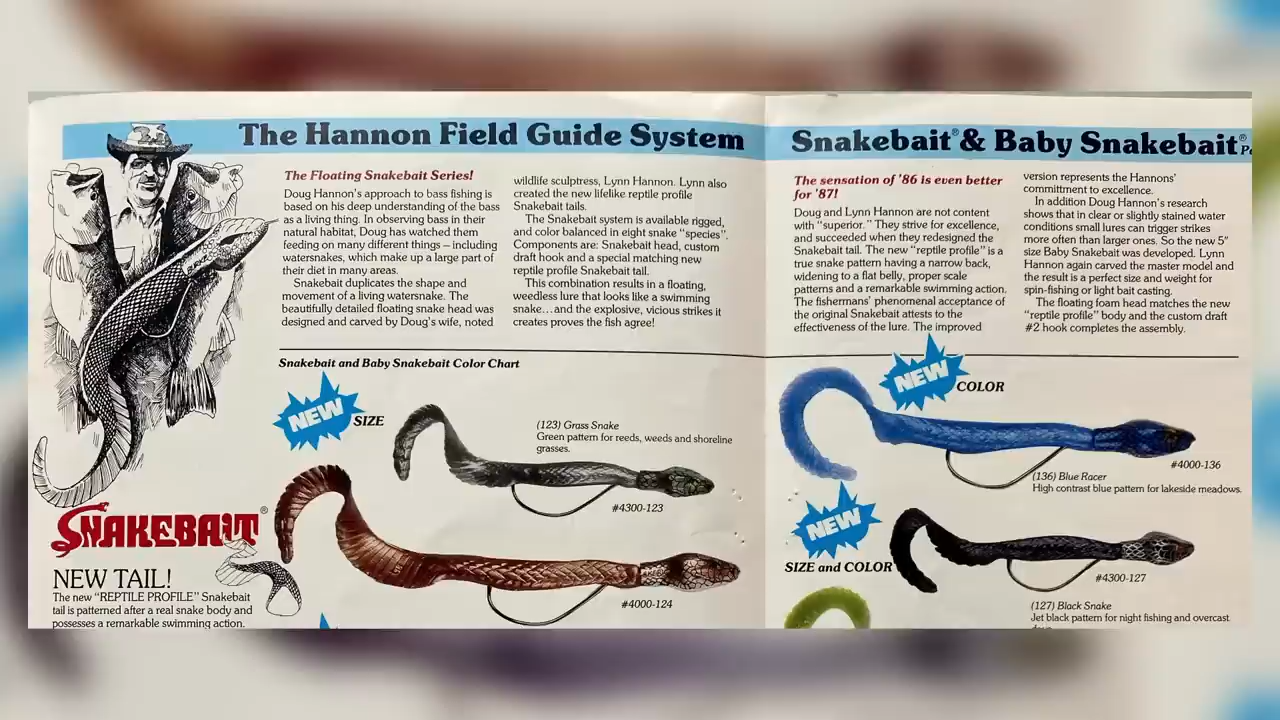 The Hannon Field Guide System
The Floating Snakebait Series!
Doug Hannon's approach to bass fishing is
based on his deep understanding of the bass
as a living thing. In observing bass in their
natural habitat, Doug has watched them
feeding on many different things – including
watersnakes, which make up a large part of
their diet in many areas.
Snakebait duplicates the shape and
movement of a living watersnake. The
beautifully detailed floating snake head was
designed and carved by Doug's wife, noted
wildlife sculptress, Lynn Hannon. Lynn also
created the new lifelike reptile profile
Snakebait tails.
The Snakebait system is available rigged,
and color balanced in eight snake "species".
Components are: Snakebait head, custom
draft hook and a special matching new
reptile profile Snakebait tail.
This combination results in a floating,
weedless lure that looks like a swimming
snake...and the explosive, vicious strikes it
creates proves the fish agree!
Snakebait and Baby Snakebait Color Chart
NEW SIZE
(123) Grass Snake
Green pattern for reeds, weeds and shoreline
grasses.
#4300-123
#4000-124
SNAKEBAIT®
NEW TAIL!
The new "REPTILE PROFILE" Snakebait
tail is patterned after a real snake body and
possesses a remarkable swimming action.
Snakebait® & Baby Snakebait®
The sensation of '86 is even better
for '87!
Doug and Lynn Hannon are not content
with "superior." They strive for excellence,
and succeeded when they redesigned the
Snakebait tail. The new "reptile profile" is a
true snake pattern having a narrow back,
widening to a flat belly, proper scale
patterns and a remarkable swimming action.
The fishermans' phenomenal acceptance of
the original Snakebait attests to the
effectiveness of the lure. The improved
version represents the Hannons'
commitment to excellence.
In addition Doug Hannon's research
shows that in clear or slightly stained water
conditions small lures can trigger strikes
more often than larger ones. So the new 5"
size Baby Snakebait was developed. Lynn
Hannon again carved the master model and
the result is a perfect size and weight for
spin-fishing or light bait casting.
The floating foam head matches the new
"reptile profile" body and the custom draft
#2 hook completes the assembly.
NEW COLOR
#4000-136
(136) Blue Racer
High contrast blue pattern for lakeside meadows.
NEW
SIZE and COLOR
#4300-127
(127) Black Snake
Jet black pattern for night fishing and overcast